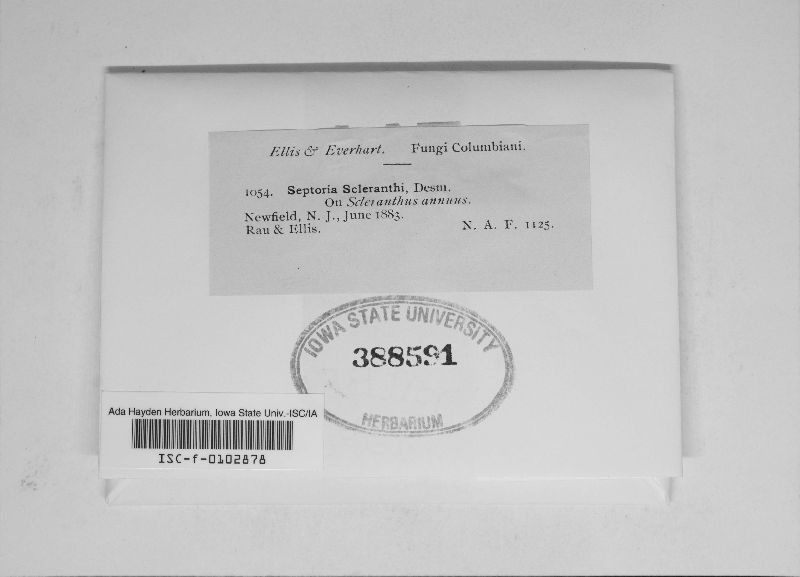 Ellis & Everhart. Fungi Columbiani.
1054. Septoria Scleranthi, Desm.
On Scleranthus annuus.
Newfield, N. J., June 1883.
Rau & Ellis. N. A. F. 1125.
IOWA STATE UNIVERSITY
388591
HERBARIUM
Ada Hayden Herbarium, Iowa State Univ.-ISC/IA
ISC-f-0102878